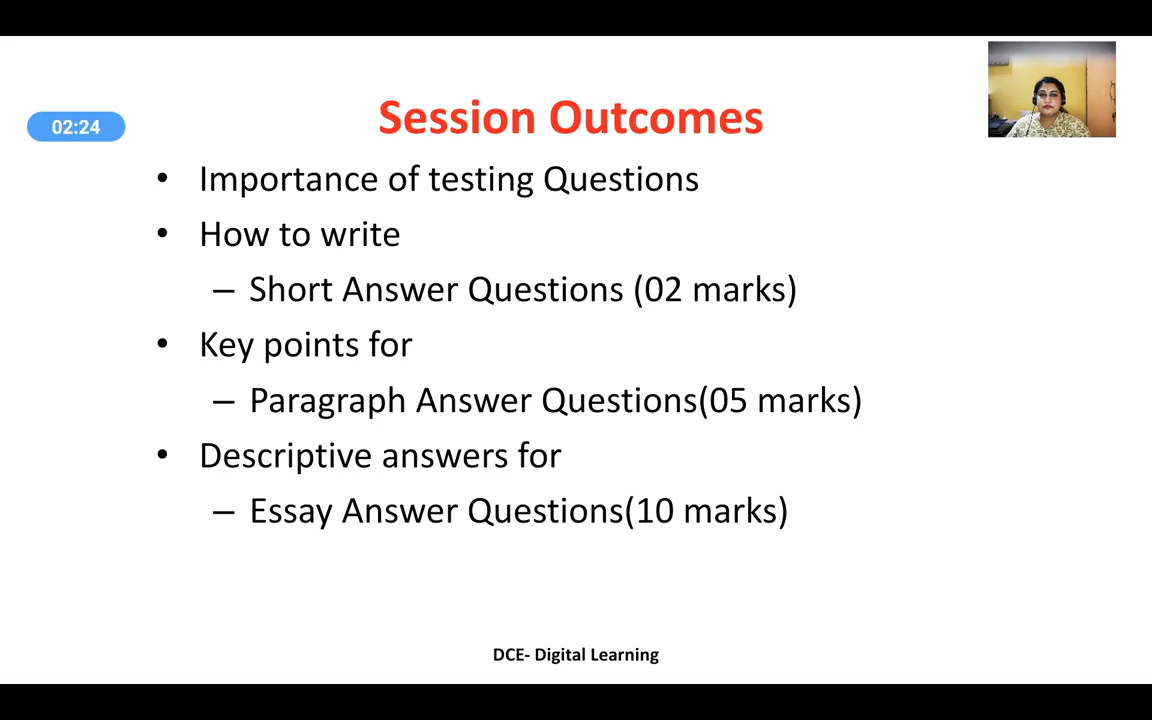 Session Outcomes
02:24
• Importance of testing Questions
• How to write
– Short Answer Questions (02 marks)
• Key points for
– Paragraph Answer Questions(05 marks)
• Descriptive answers for
– Essay Answer Questions(10 marks)
DCE- Digital Learning